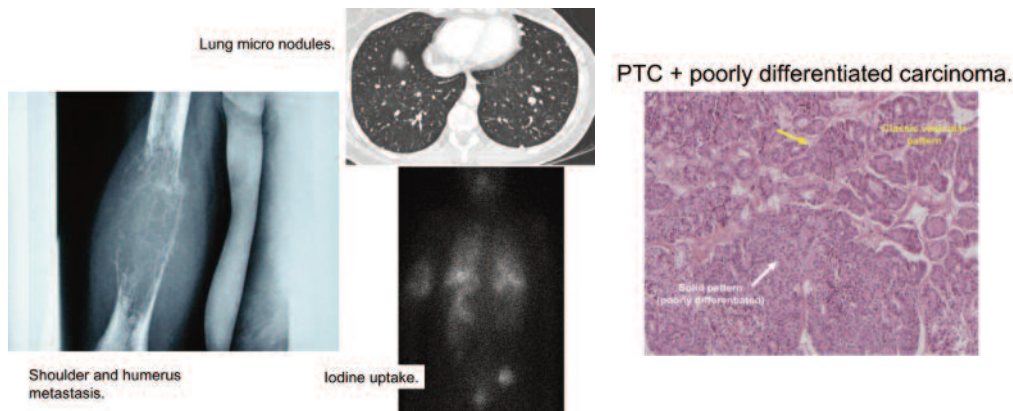 Lung micro nodules.
PTC + poorly differentiated carcinoma.
Classic vesicular
pattern
Solid pattern
(poorly differentiated)
Shoulder and humerus
metastasis.
Iodine uptake.